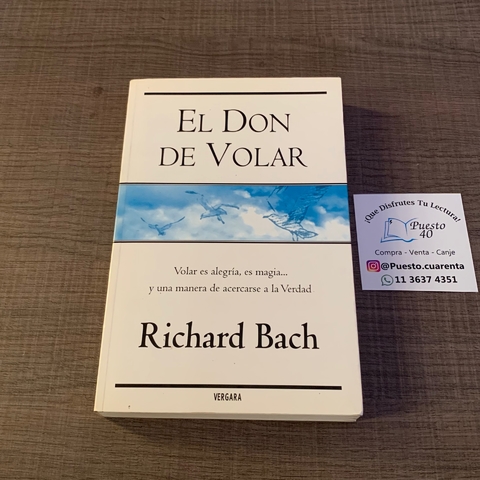 EL DON
DE VOLAR
Volar es alegría, es magia...
y una manera de acercarse a la Verdad
Richard Bach
VERGARA
¡Que Disfrutes Tu Lectura!
Puesto
40
Compra - Venta - Canje
@Puesto.cuarenta
11 3637 4351